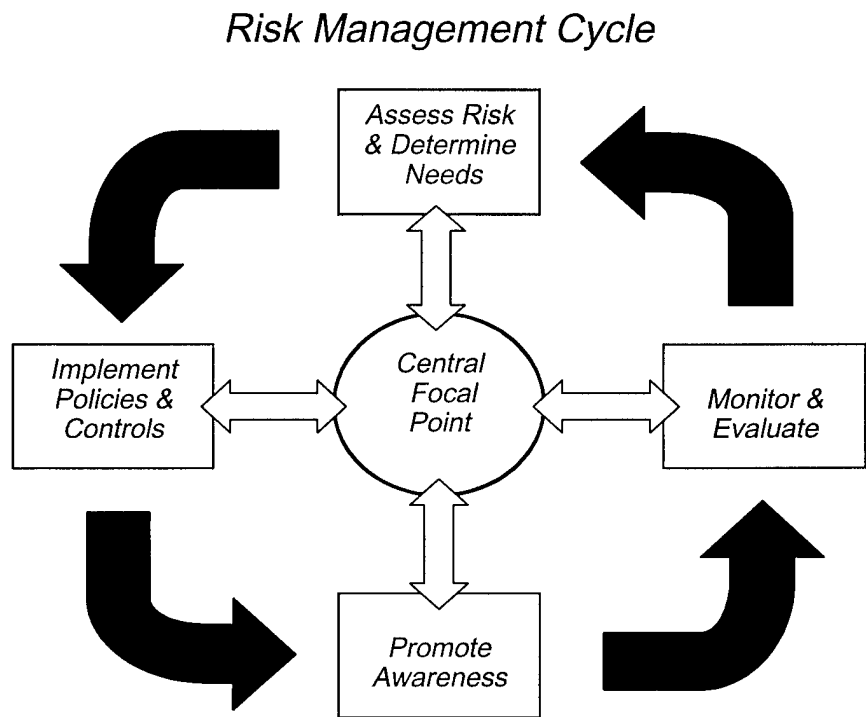 Risk Management Cycle
Assess Risk
& Determine
Needs
Implement
Policies &
Controls
Central
Focal
Point
Monitor &
Evaluate
Promote
Awareness